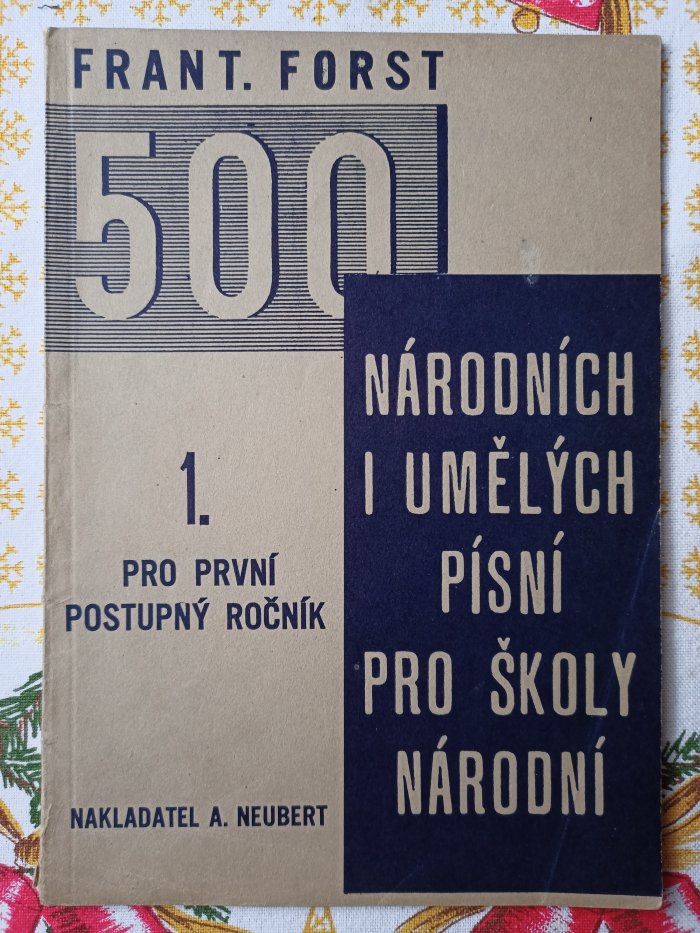 FRANT. FORST
500
NÁRODNÍCH
I UMĚLÝCH
PÍSNÍ
PRO ŠKOLY
NÁRODNÍ
1.
PRO PRVNÍ
POSTUPNÝ ROČNÍK
NAKLADATEL A. NEUBERT